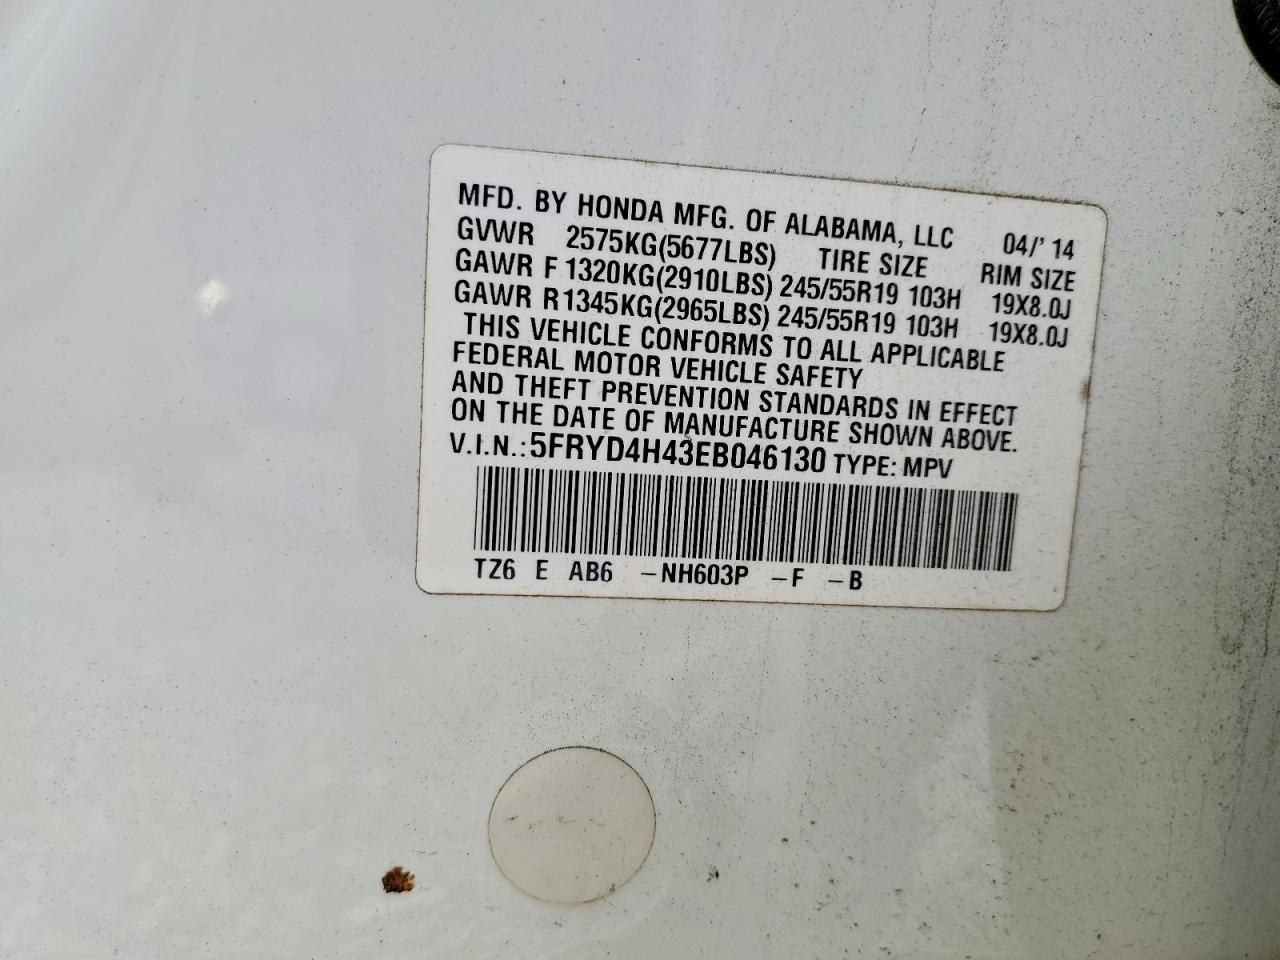 MFD. BY HONDA MFG. OF ALABAMA, LLC 04/' 14
GVWR 2575KG(5677LBS) TIRE SIZE RIM SIZE
GAWR F 1320KG(2910LBS) 245/55R19 103H 19X8.0J
GAWR R1345KG(2965LBS) 245/55R19 103H 19X8.0J
THIS VEHICLE CONFORMS TO ALL APPLICABLE
FEDERAL MOTOR VEHICLE SAFETY
AND THEFT PREVENTION STANDARDS IN EFFECT
ON THE DATE OF MANUFACTURE SHOWN ABOVE.
V.I.N.: 5FRYD4H43EB046130 TYPE: MPV
TZ6 E AB6 -NH603P -F -B